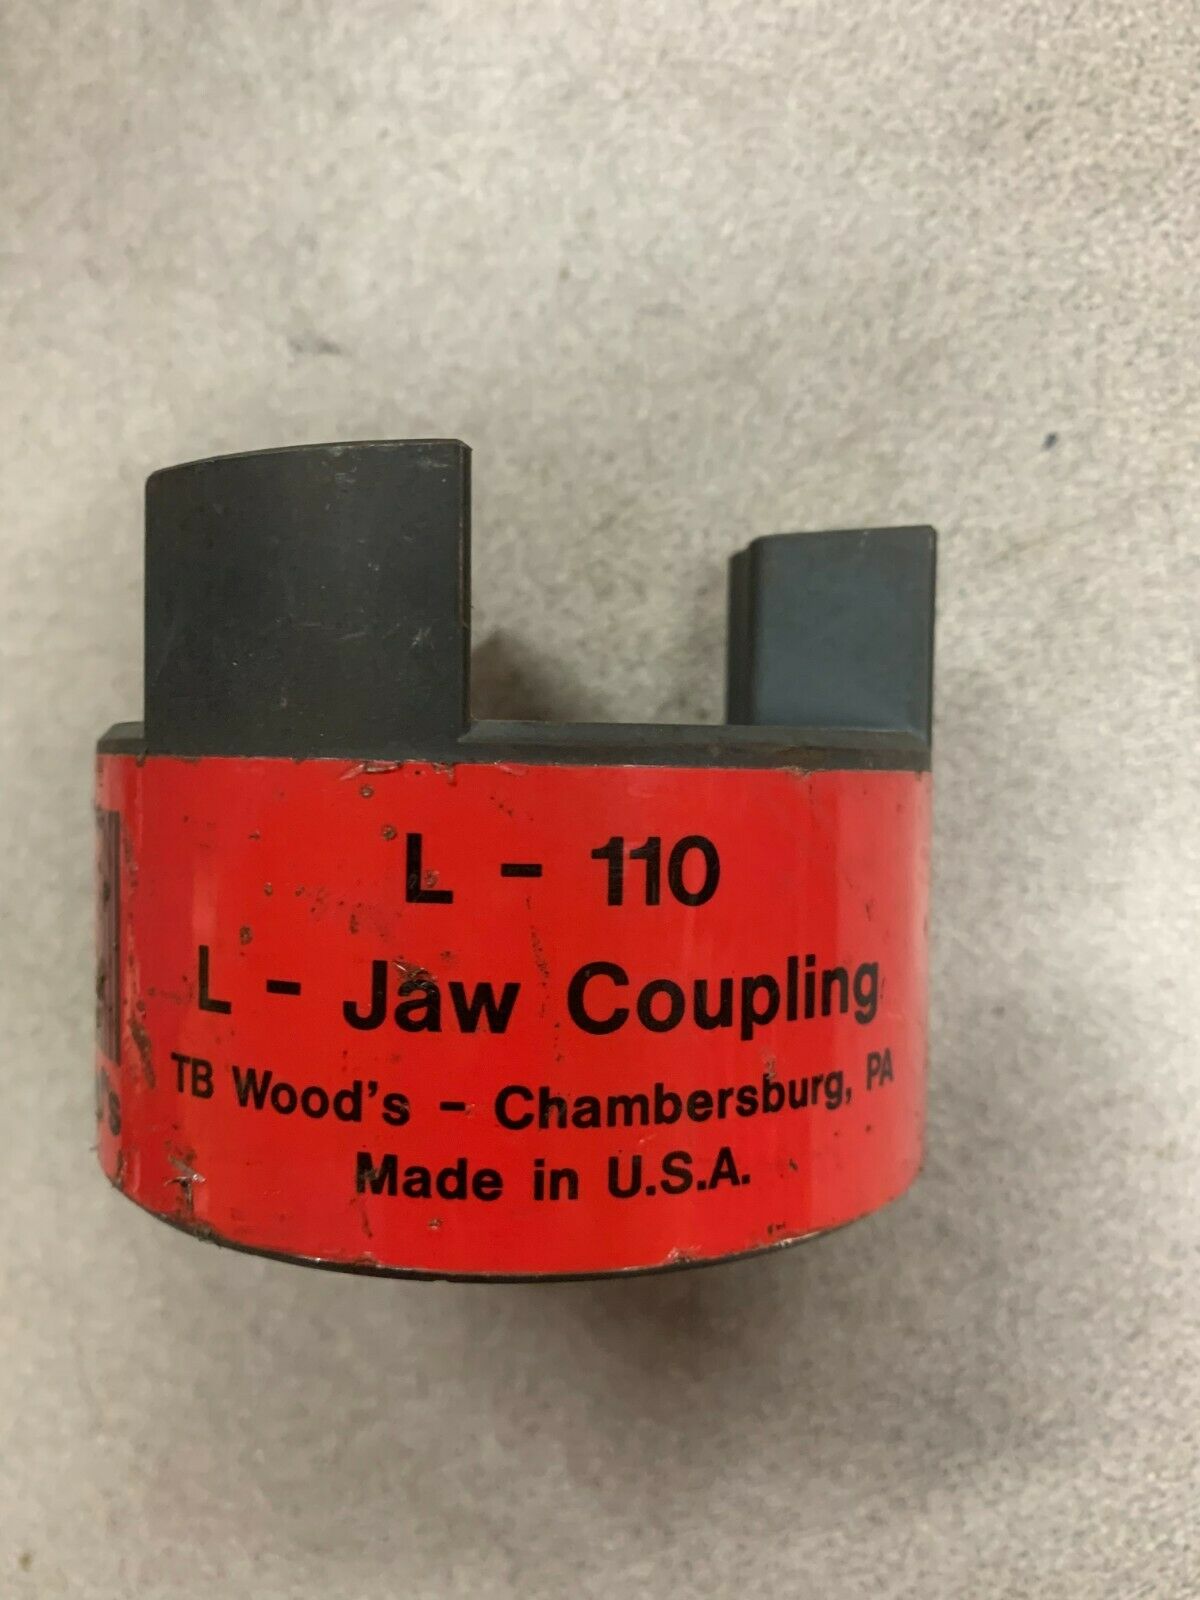 L - 110
L - Jaw Coupling
TB Wood's - Chambersburg, PA
Made in U.S.A.